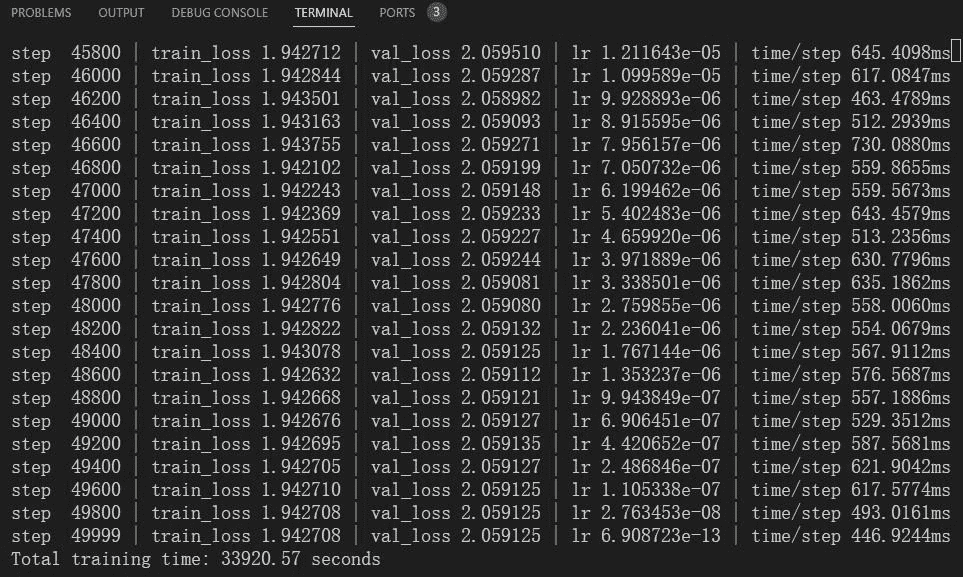 PROBLEMS OUTPUT DEBUG CONSOLE TERMINAL PORTS 3
step 45800 | train_loss 1.942712 | val_loss 2.059510 | lr 1.211643e-05 | time/step 645.4098ms
step 46000 | train_loss 1.942844 | val_loss 2.059287 | lr 1.099589e-05 | time/step 617.0847ms
step 46200 | train_loss 1.943501 | val_loss 2.058982 | lr 9.928893e-06 | time/step 463.4789ms
step 46400 | train_loss 1.943163 | val_loss 2.059093 | lr 8.915595e-06 | time/step 512.2939ms
step 46600 | train_loss 1.943755 | val_loss 2.059271 | lr 7.956157e-06 | time/step 730.0880ms
step 46800 | train_loss 1.942102 | val_loss 2.059199 | lr 7.050732e-06 | time/step 559.8655ms
step 47000 | train_loss 1.942243 | val_loss 2.059148 | lr 6.199462e-06 | time/step 559.5673ms
step 47200 | train_loss 1.942369 | val_loss 2.059233 | lr 5.402483e-06 | time/step 643.4579ms
step 47400 | train_loss 1.942551 | val_loss 2.059227 | lr 4.659920e-06 | time/step 513.2356ms
step 47600 | train_loss 1.942649 | val_loss 2.059244 | lr 3.971889e-06 | time/step 630.7796ms
step 47800 | train_loss 1.942804 | val_loss 2.059081 | lr 3.338501e-06 | time/step 635.1862ms
step 48000 | train_loss 1.942776 | val_loss 2.059080 | lr 2.759855e-06 | time/step 558.0060ms
step 48200 | train_loss 1.942822 | val_loss 2.059132 | lr 2.236041e-06 | time/step 554.0679ms
step 48400 | train_loss 1.943078 | val_loss 2.059125 | lr 1.767144e-06 | time/step 567.9112ms
step 48600 | train_loss 1.942632 | val_loss 2.059112 | lr 1.353237e-06 | time/step 576.5687ms
step 48800 | train_loss 1.942668 | val_loss 2.059121 | lr 9.943849e-07 | time/step 557.1886ms
step 49000 | train_loss 1.942676 | val_loss 2.059127 | lr 6.906451e-07 | time/step 529.3512ms
step 49200 | train_loss 1.942695 | val_loss 2.059135 | lr 4.420652e-07 | time/step 587.5681ms
step 49400 | train_loss 1.942705 | val_loss 2.059127 | lr 2.486846e-07 | time/step 621.9042ms
step 49600 | train_loss 1.942710 | val_loss 2.059125 | lr 1.105338e-07 | time/step 617.5774ms
step 49800 | train_loss 1.942708 | val_loss 2.059125 | lr 2.763453e-08 | time/step 493.0161ms
step 49999 | train_loss 1.942708 | val_loss 2.059125 | lr 6.908723e-13 | time/step 446.9244ms
Total training time: 33920.57 seconds